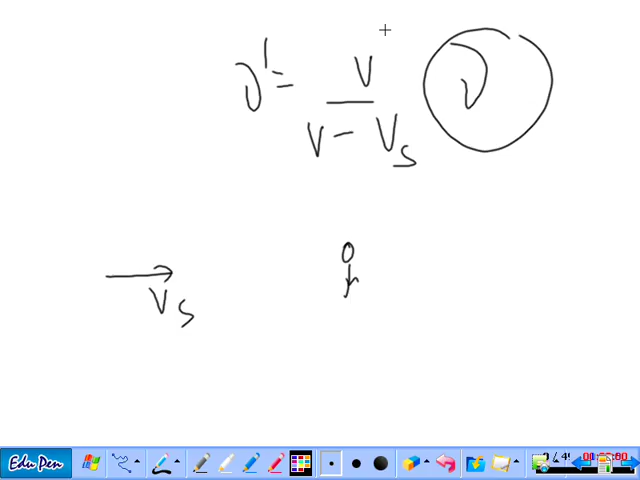 ν' = V / (V - Vs) ν
Vs
Edu Pen